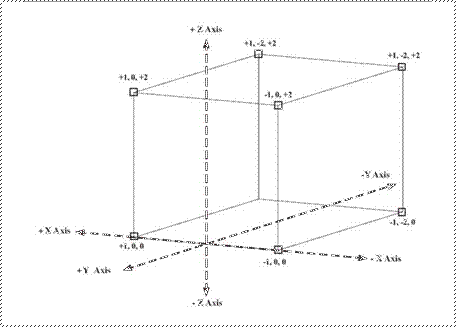 +Z Axis
+1, -2, +2
+1, -2, +2
+1, 0, +2
-1, 0, +2
-Y Axis
-1, -2, 0
+X Axis
+1, 0, 0
+Y Axis
-1, 0, 0
- X Axis
- Z Axis